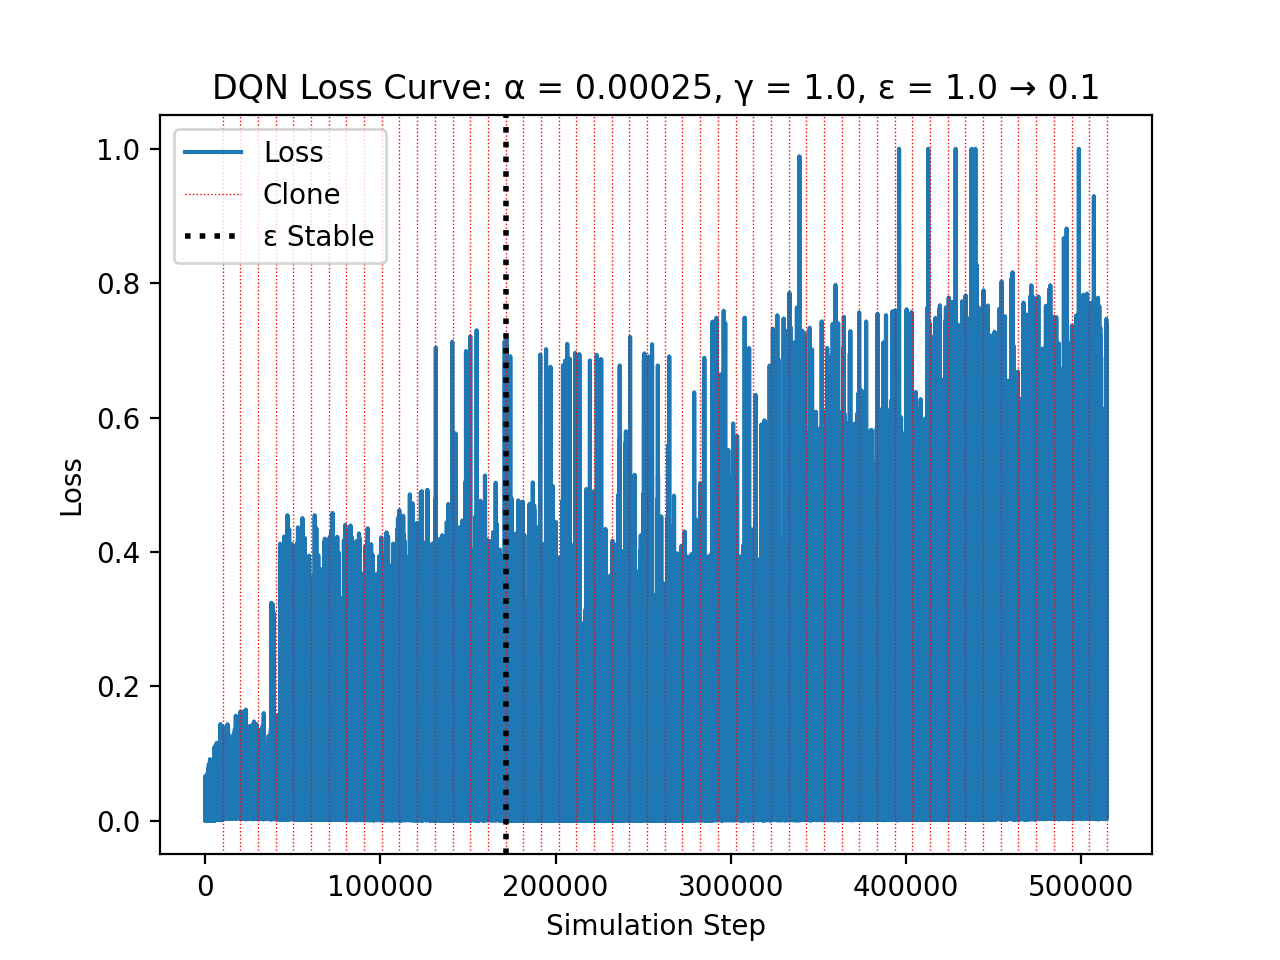 DQN Loss Curve: α = 0.00025, γ = 1.0, ε = 1.0 → 0.1
Loss
Clone
ε Stable
1.0
0.8
0.6
0.4
0.2
0.0
Loss
0 100000 200000 300000 400000 500000
Simulation Step